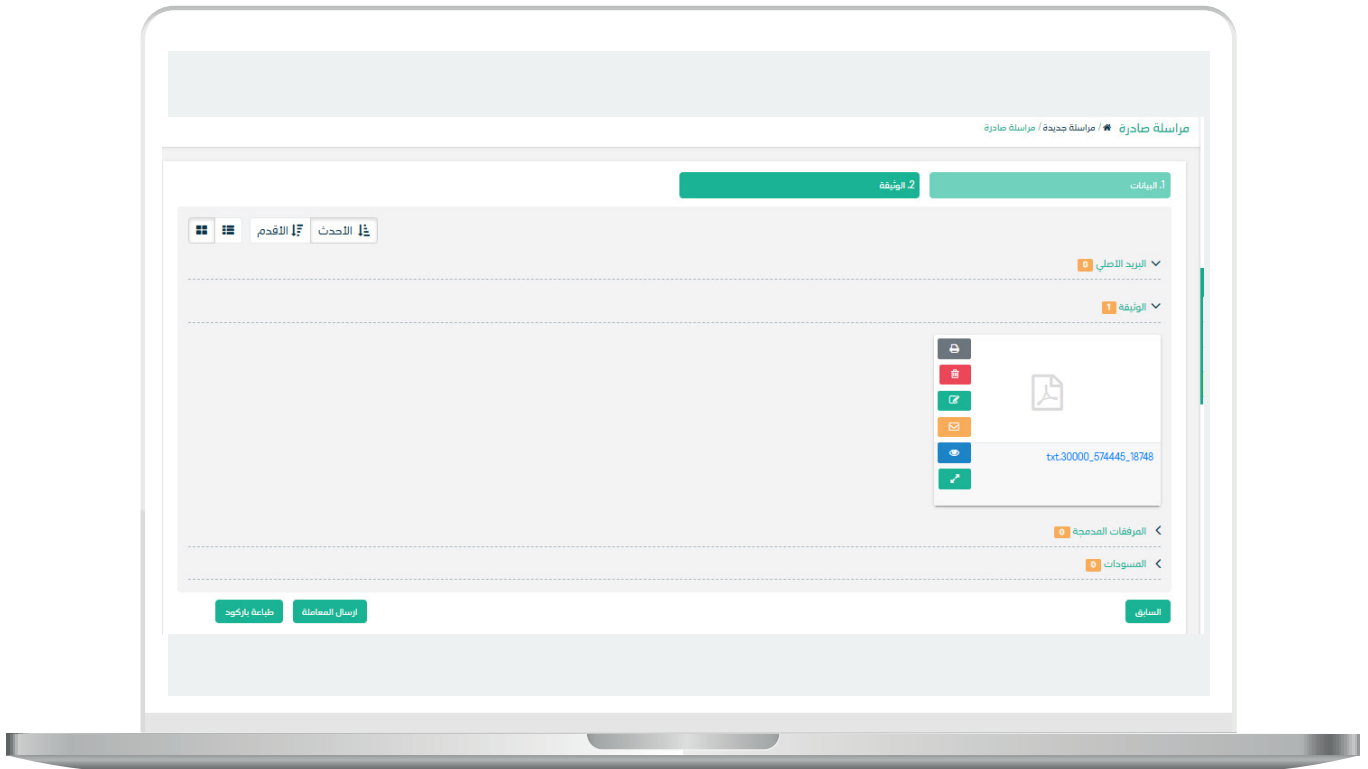 مراسلة صادرة / مراسلة جديدة / مراسلة صادرة
1. البيانات
2. الوثيقة
الأحدث الأقدم
البريد الأصلي 0
الوثيقة 1
txt.30000_574445_18748
المرفقات المدمجة 0
المسودات 0
السابق
ارسال المعاملة
طباعة باركود